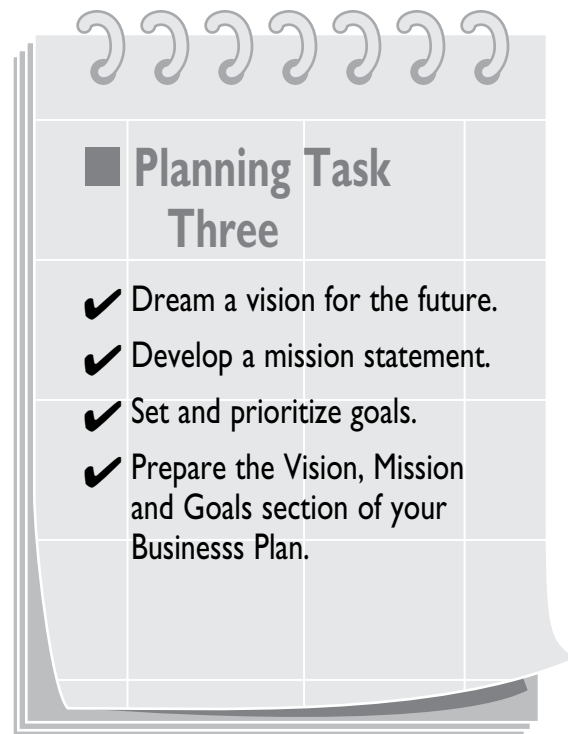 ■ Planning Task
Three
✔ Dream a vision for the future.
✔ Develop a mission statement.
✔ Set and prioritize goals.
✔ Prepare the Vision, Mission
and Goals section of your
Businesss Plan.